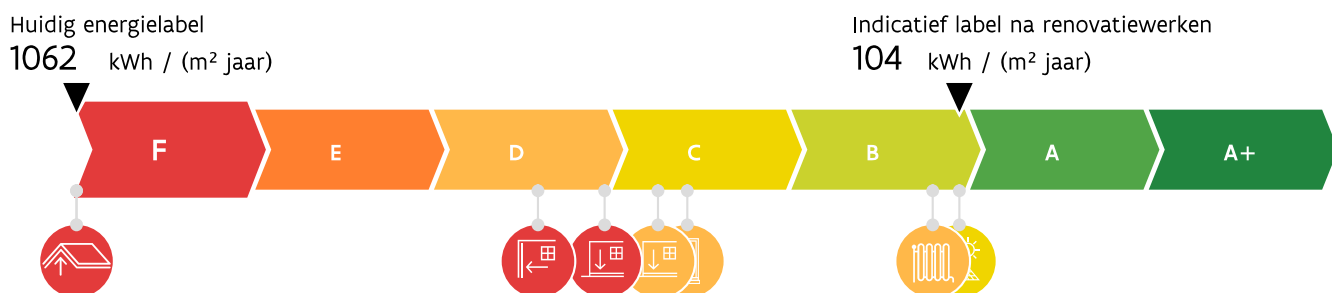 Huidig energielabel
1062 kWh / (m² jaar)
Indicatief label na renovatiewerken
104 kWh / (m² jaar)
F
E
D
C
B
A
A+